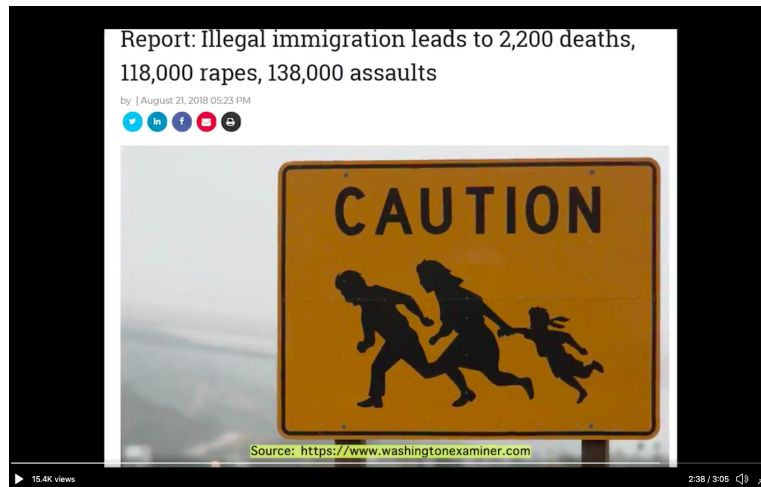 Report: Illegal immigration leads to 2,200 deaths,
118,000 rapes, 138,000 assaults
by | August 21, 2018 05:23 PM
in
f
CAUTION
Source: https://www.washingtonexaminer.com
15.4K views
2:38 / 3:05